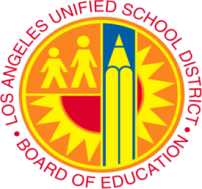 LOS ANGELES UNIFIED SCHOOL DISTRICT
• BOARD OF EDUCATION •